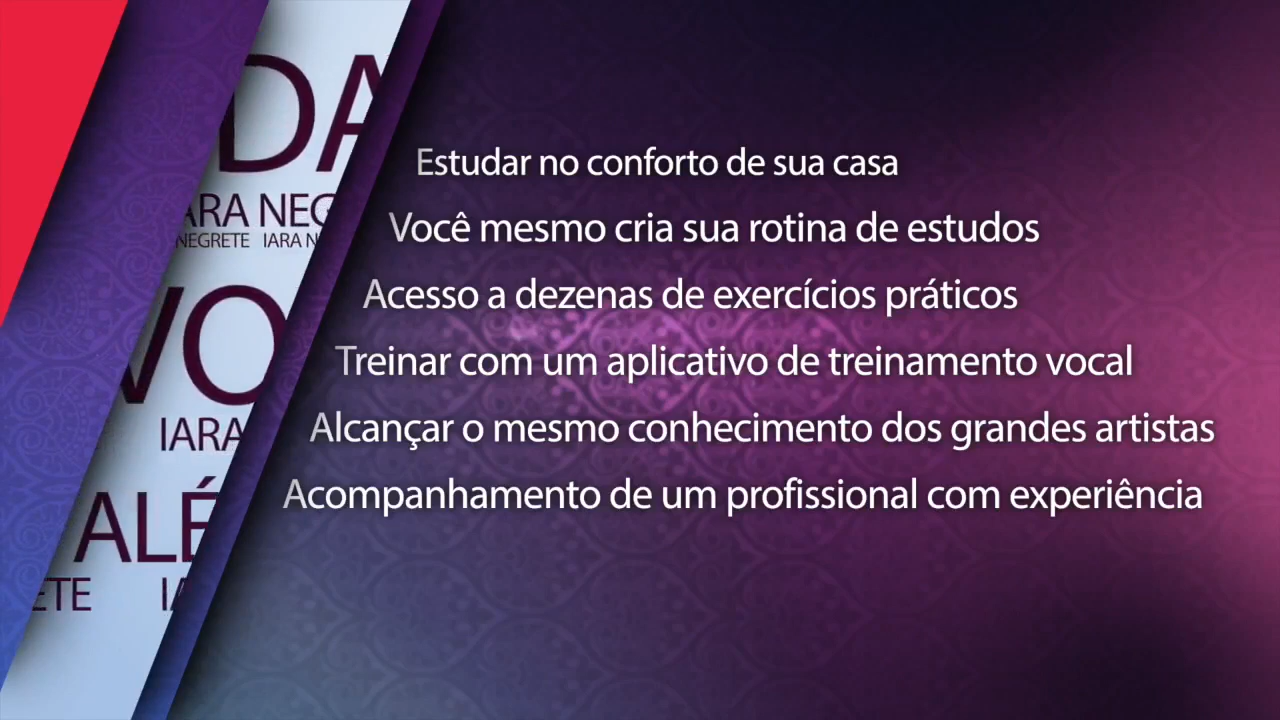 DA
IARA NEG
NEGRETE IARA N
VO
IARA
ALÉ
ETE IA
Estudar no conforto de sua casa
Você mesmo cria sua rotina de estudos
Acesso a dezenas de exercícios práticos
Treinar com um aplicativo de treinamento vocal
Alcançar o mesmo conhecimento dos grandes artistas
Acompanhamento de um profissional com experiência